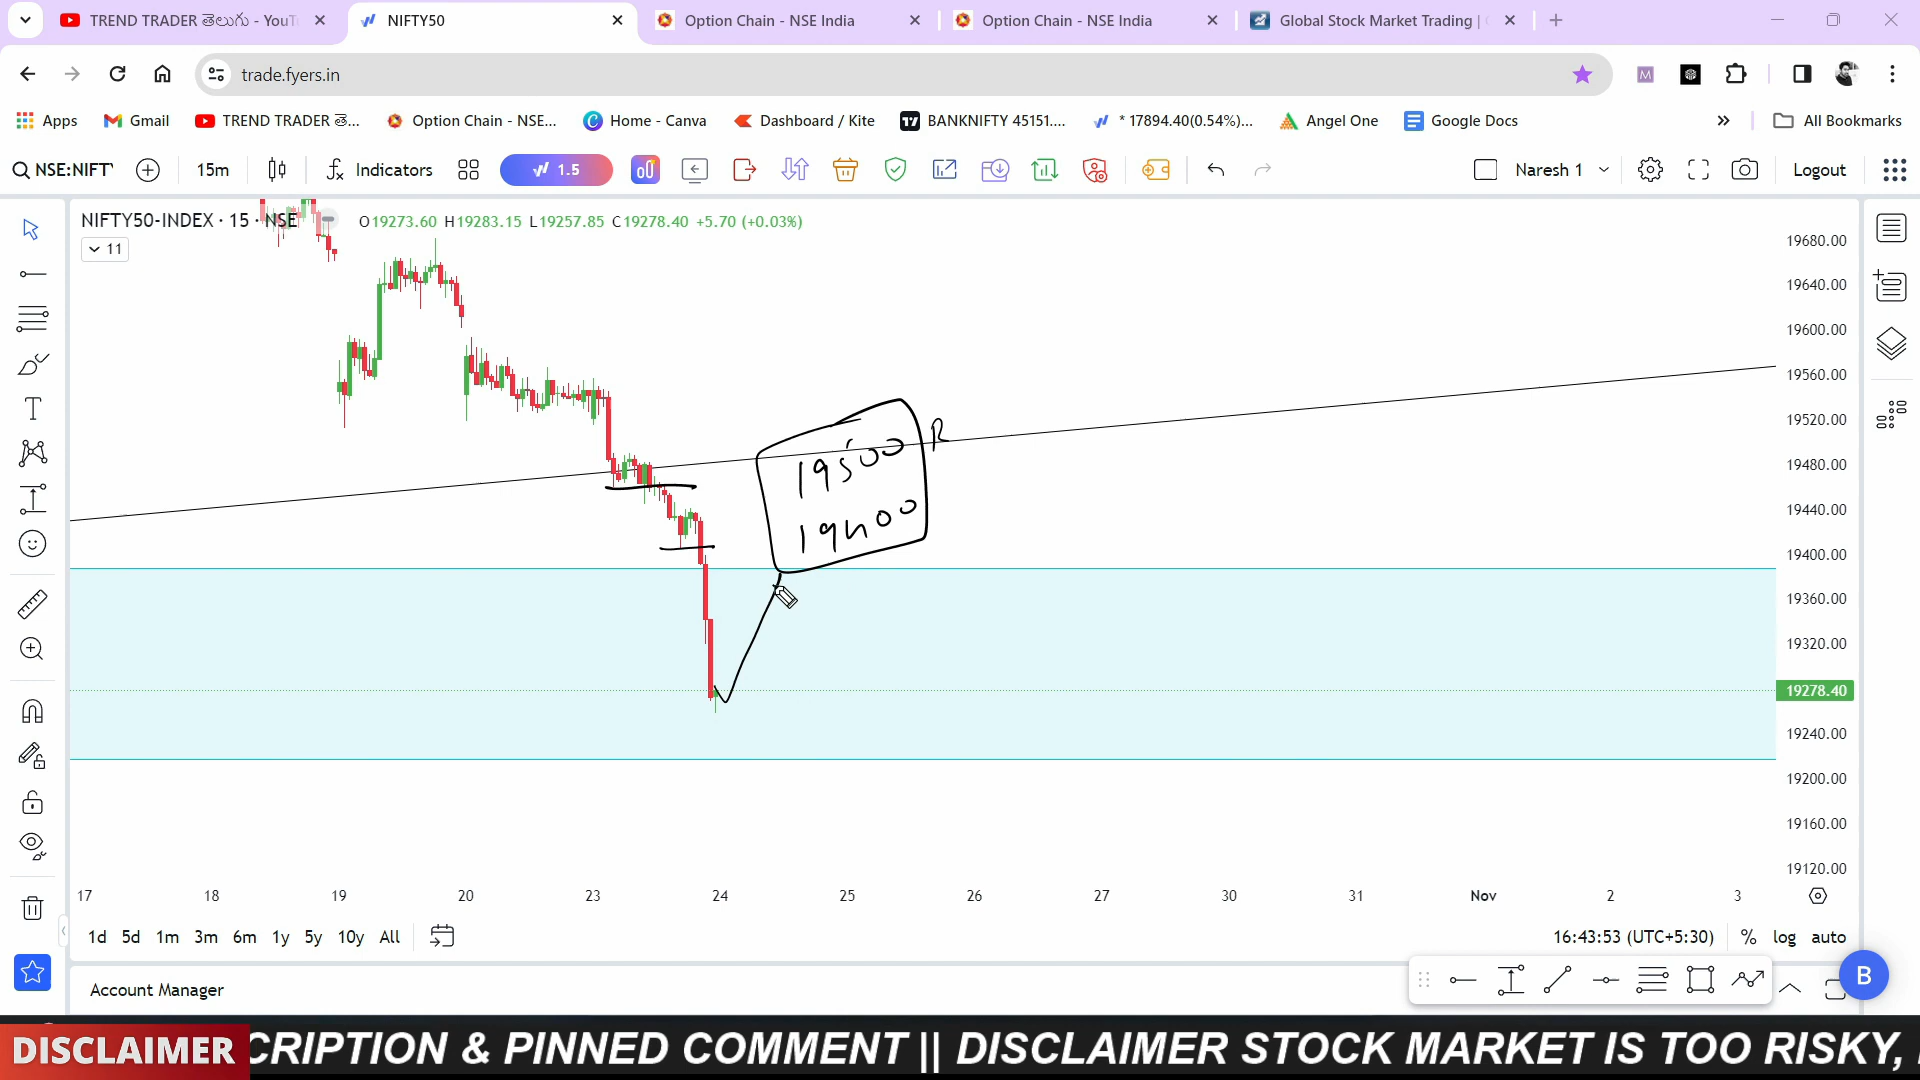 TREND TRADER తెలుగు - YouT
NIFTY50
Option Chain - NSE India
Option Chain - NSE India
Global Stock Market Trading |
trade.fyers.in
M
Apps
Gmail
TREND TRADER తె...
Option Chain - NSE...
Home - Canva
Dashboard / Kite
BANKNIFTY 45151....
* 17894.40(0.54%)...
Angel One
Google Docs
»
All Bookmarks
NSE:NIFT
15m
Indicators
1.5
Naresh 1
Logout
NIFTY50-INDEX · 15 · NSE
O19273.60 H19283.15 L19257.85 C19278.40 +5.70 (+0.03%)
11
19680.00
19640.00
19600.00
19560.00
19520.00
19480.00
19440.00
19400.00
19360.00
19320.00
19278.40
19240.00
19200.00
19160.00
19120.00
19500 R
19400
17 18 19 20 23 24 25 26 27 30 31 Nov 2 3
1d 5d 1m 3m 6m 1y 5y 10y All
16:43:53 (UTC+5:30) % log auto
Account Manager
B
DISCLAIMER
CRIPTION & PINNED COMMENT || DISCLAIMER STOCK MARKET IS TOO RISKY,